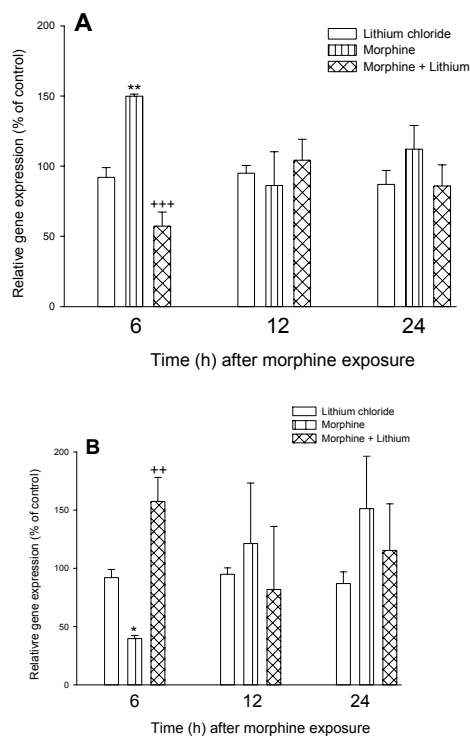 A
Lithium chloride
Morphine
Morphine + Lithium
Relative gene expression (% of control)
200
150
100
50
0
**
+++
6
12
24
Time (h) after morphine exposure
B
Lithium chloride
Morphine
Morphine + Lithium
Relativre gene expression (% of control)
200
150
100
50
0
*
++
6
12
24
Time (h) after morphine exposure